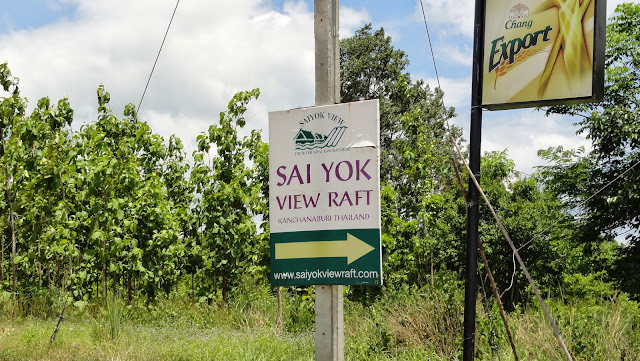 Chang
Export
SAIYOK VIEW
SAI YOK
VIEW RAFT
KANCHANABURI THAILAND
www.saiyokviewraft.com